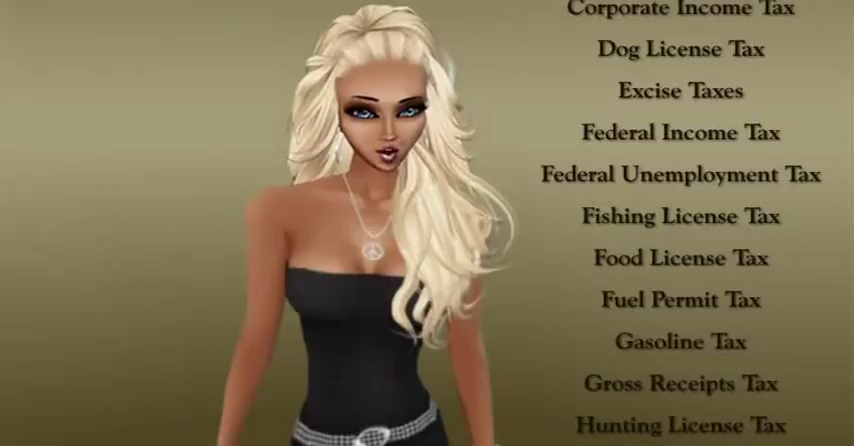 Corporate Income Tax
Dog License Tax
Excise Taxes
Federal Income Tax
Federal Unemployment Tax
Fishing License Tax
Food License Tax
Fuel Permit Tax
Gasoline Tax
Gross Receipts Tax
Hunting License Tax